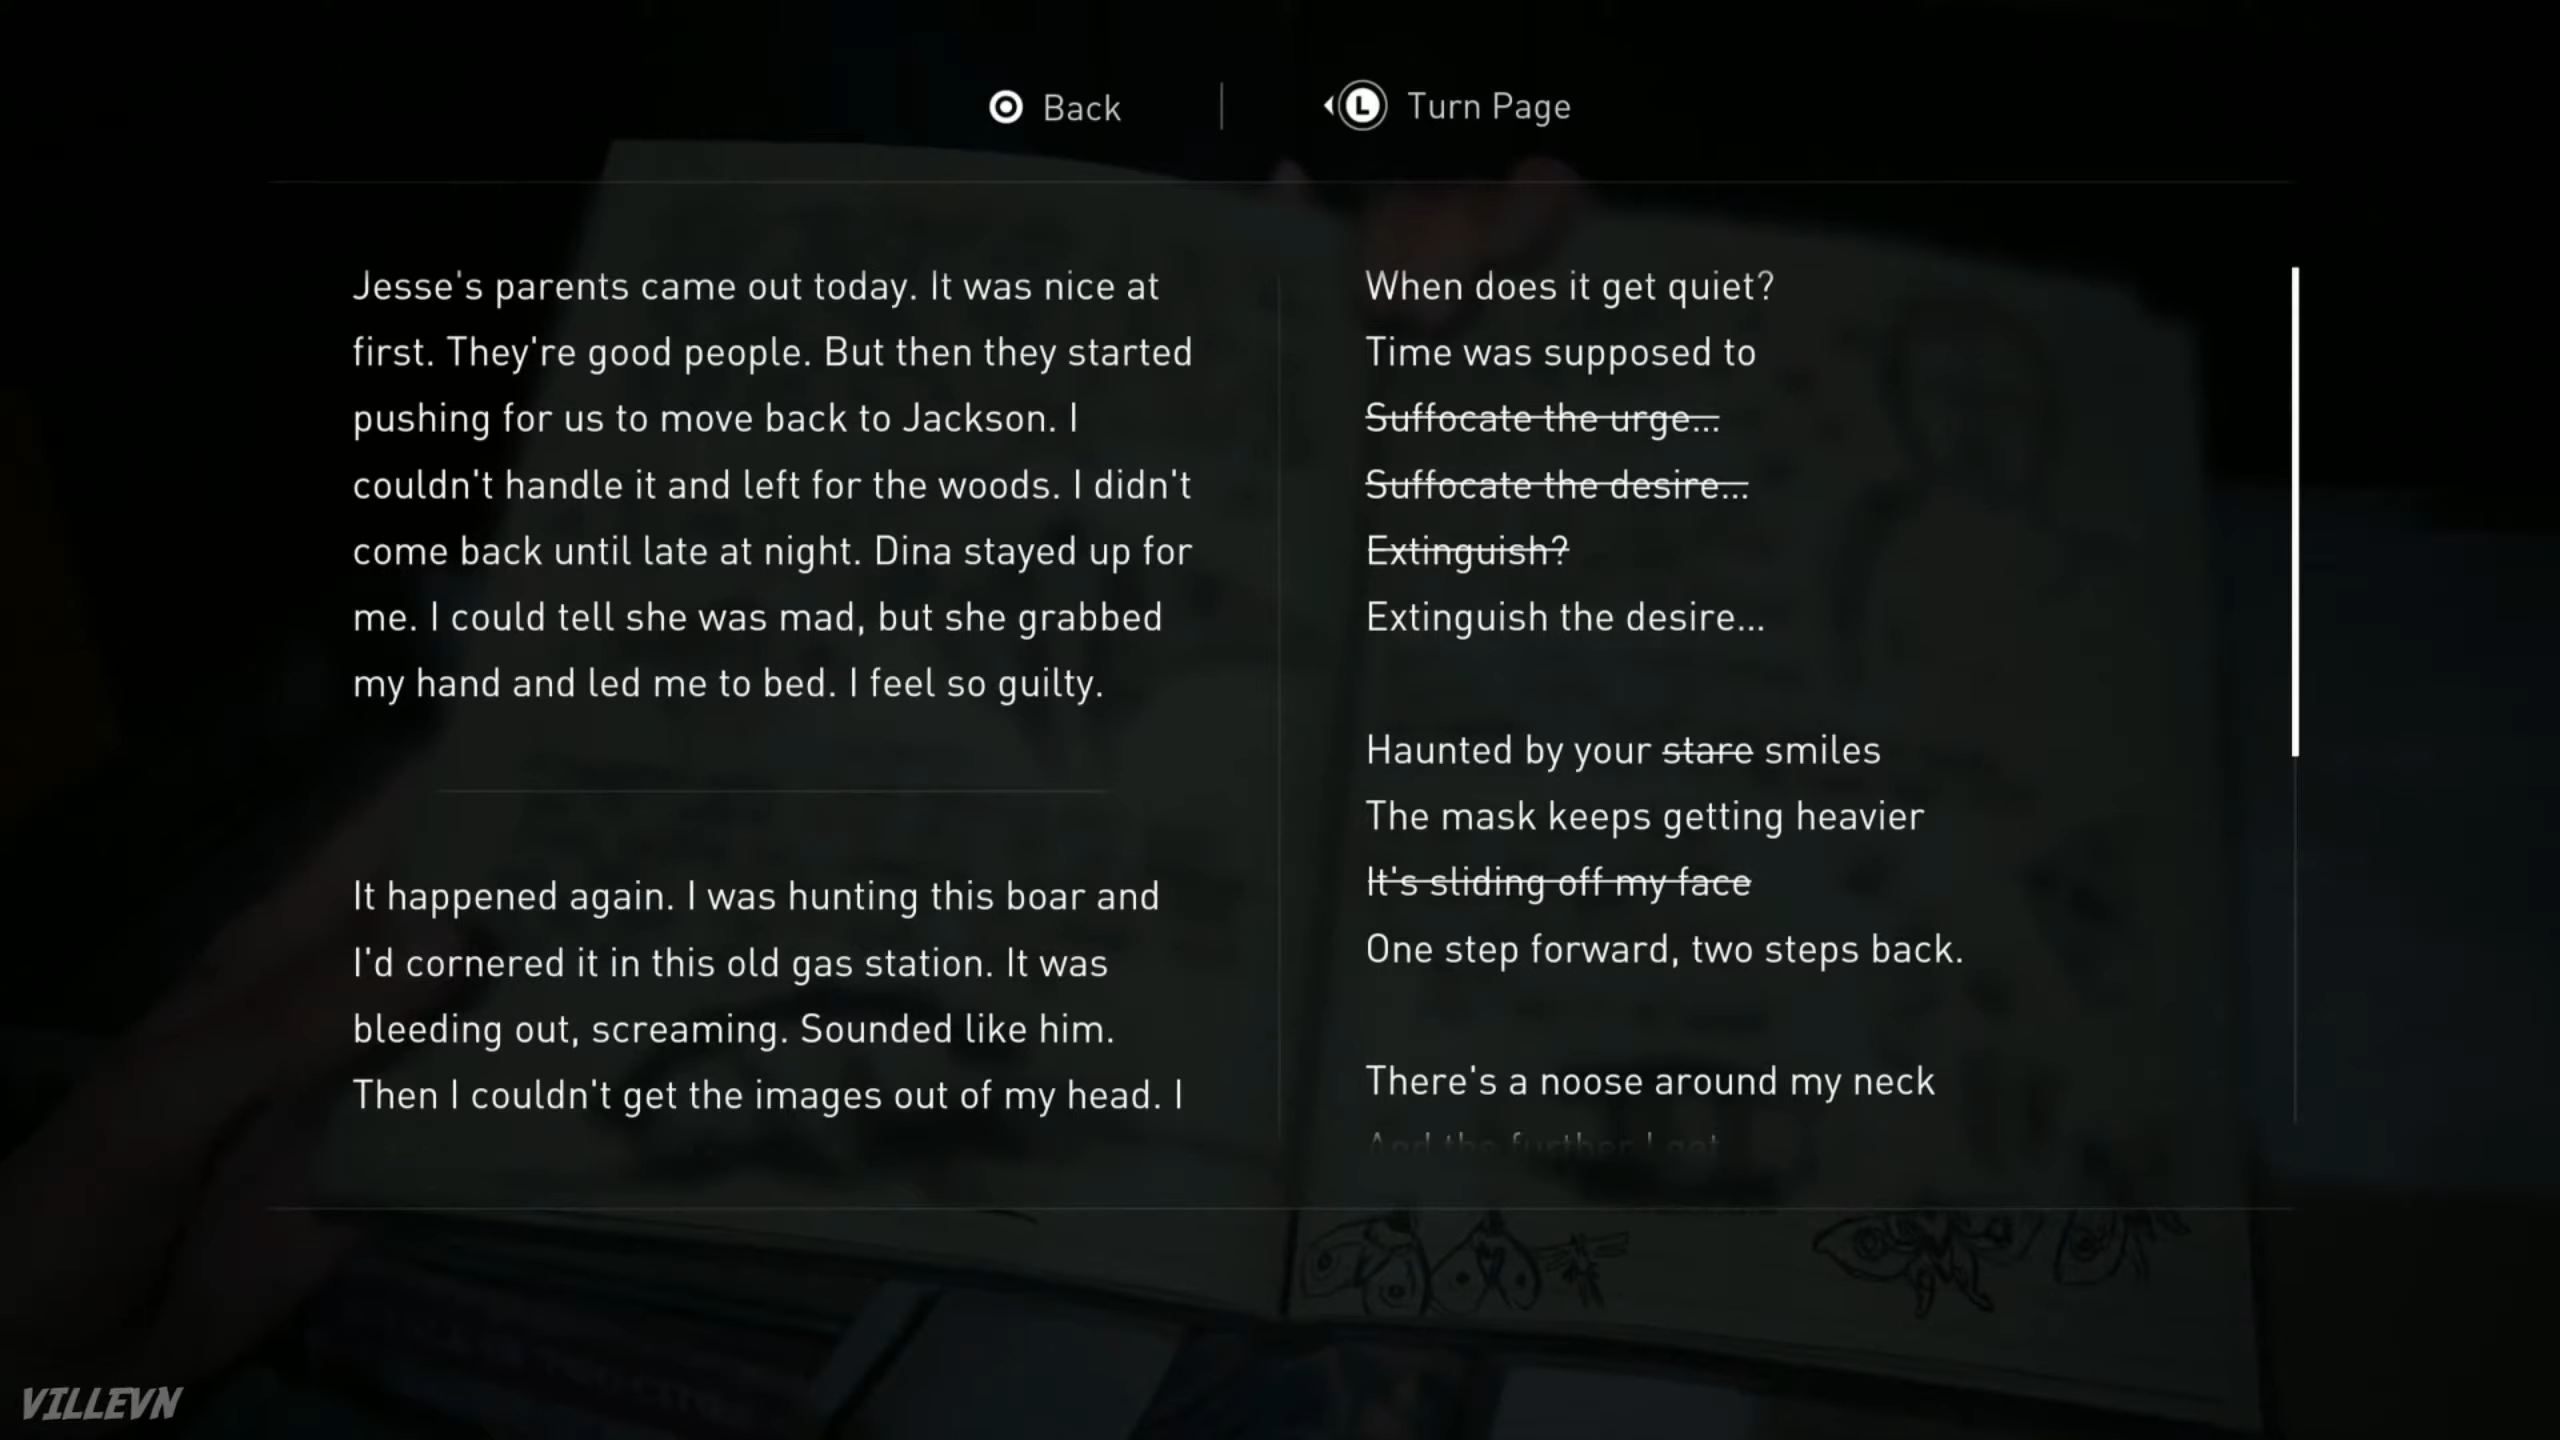 Back
L Turn Page
Jesse's parents came out today. It was nice at
first. They're good people. But then they started
pushing for us to move back to Jackson. I
couldn't handle it and left for the woods. I didn't
come back until late at night. Dina stayed up for
me. I could tell she was mad, but she grabbed
my hand and led me to bed. I feel so guilty.
It happened again. I was hunting this boar and
I'd cornered it in this old gas station. It was
bleeding out, screaming. Sounded like him.
Then I couldn't get the images out of my head. I
When does it get quiet?
Time was supposed to
Suffocate the urge...
Suffocate the desire...
Extinguish?
Extinguish the desire...
Haunted by your stare smiles
The mask keeps getting heavier
It's sliding off my face
One step forward, two steps back.
There's a noose around my neck
And the further I get
VILLEVN